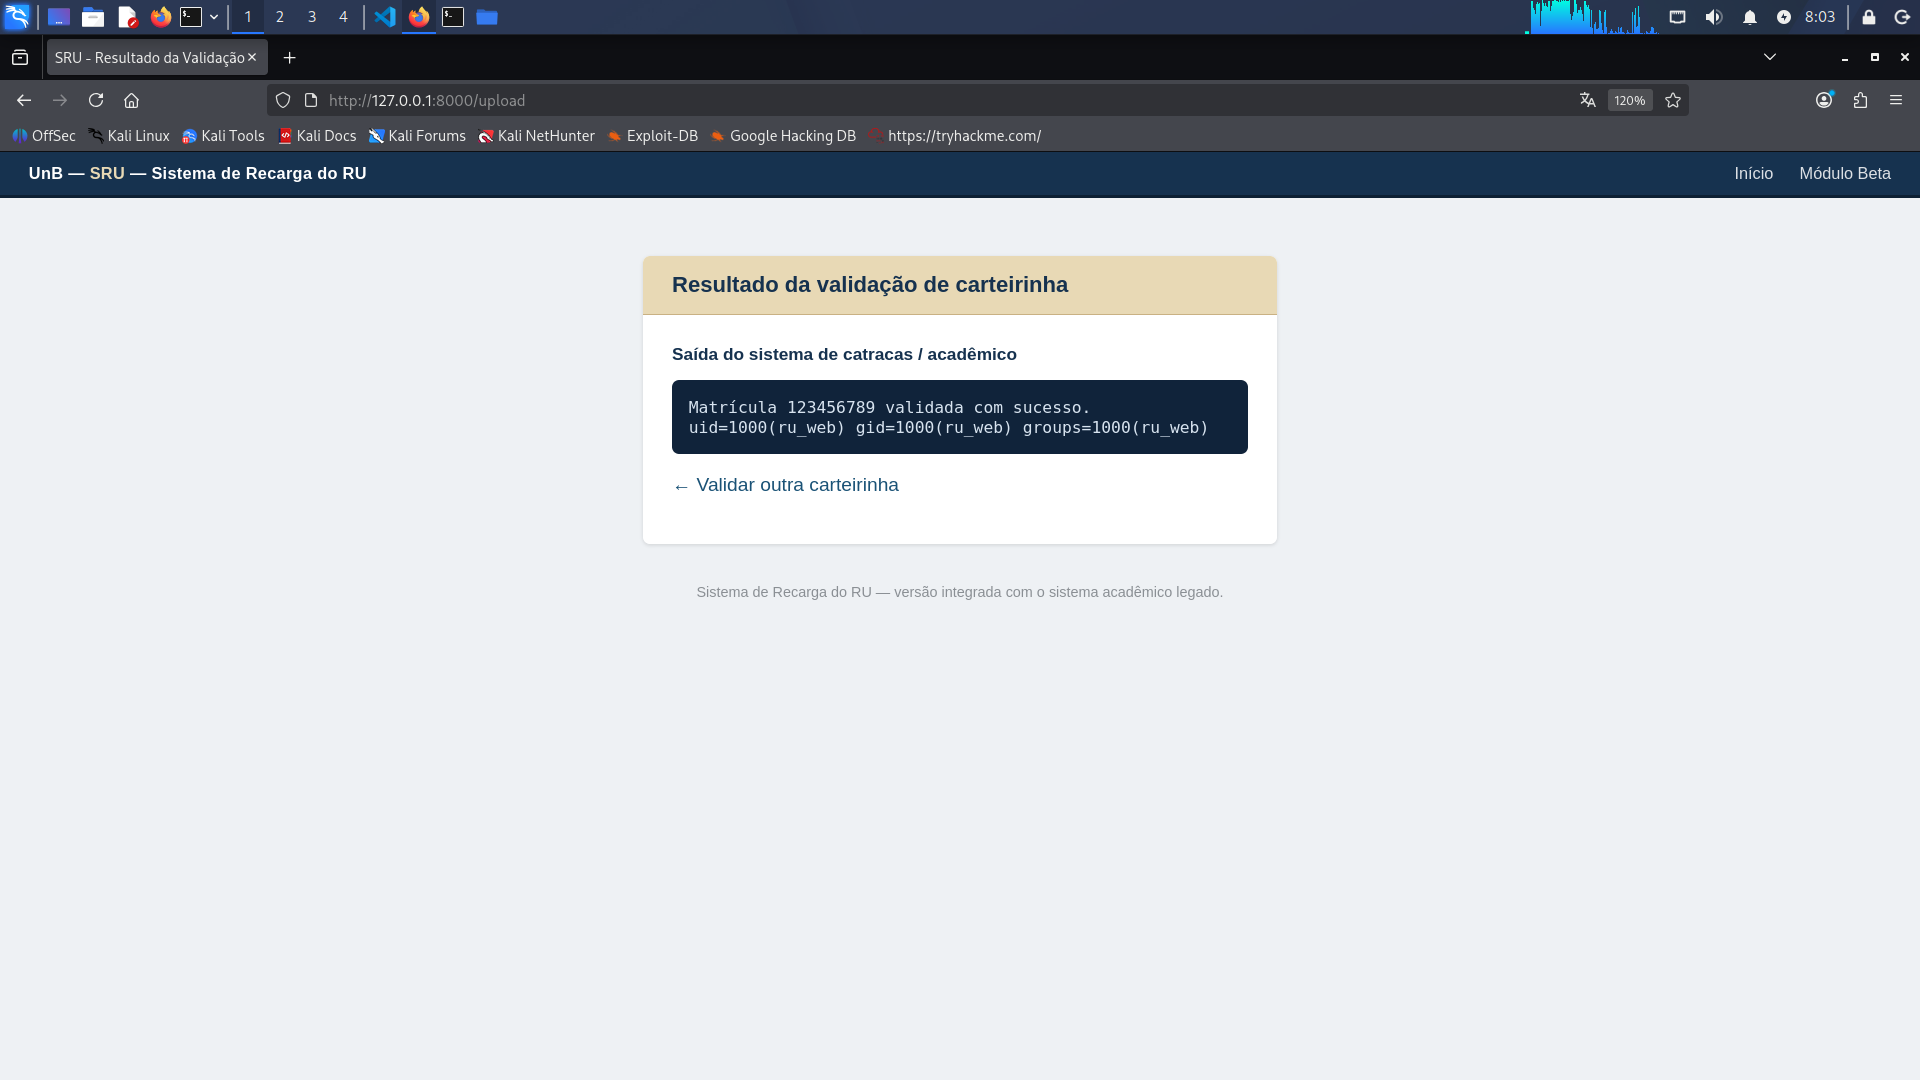 1 2 3 4 8:03
SRU - Resultado da Validação
http://127.0.0.1:8000/upload 120%
OffSec Kali Linux Kali Tools Kali Docs Kali Forums Kali NetHunter Exploit-DB Google Hacking DB https://tryhackme.com/
UnB — SRU — Sistema de Recarga do RU Início Módulo Beta
Resultado da validação de carteirinha
Saída do sistema de catracas / acadêmico
Matrícula 123456789 validada com sucesso.
uid=1000(ru_web) gid=1000(ru_web) groups=1000(ru_web)
← Validar outra carteirinha
Sistema de Recarga do RU — versão integrada com o sistema acadêmico legado.